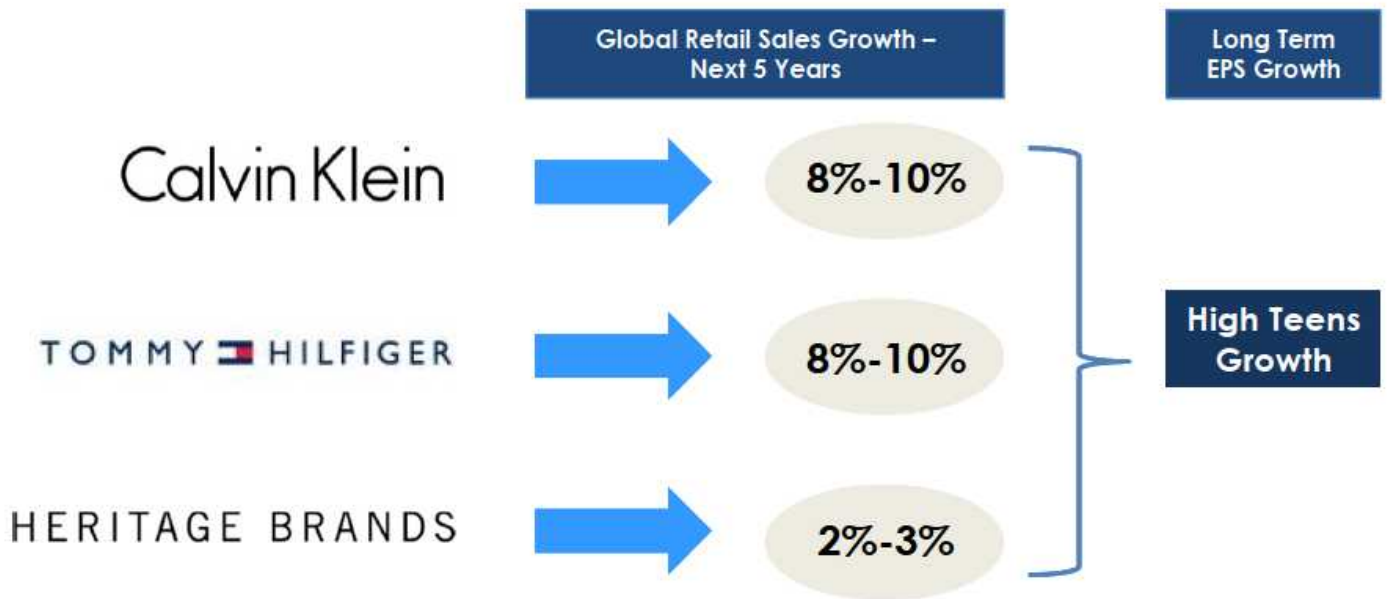 Global Retail Sales Growth –
Next 5 Years
Long Term
EPS Growth
Calvin Klein
8%-10%
TOMMY HILFIGER
8%-10%
High Teens
Growth
HERITAGE BRANDS
2%-3%